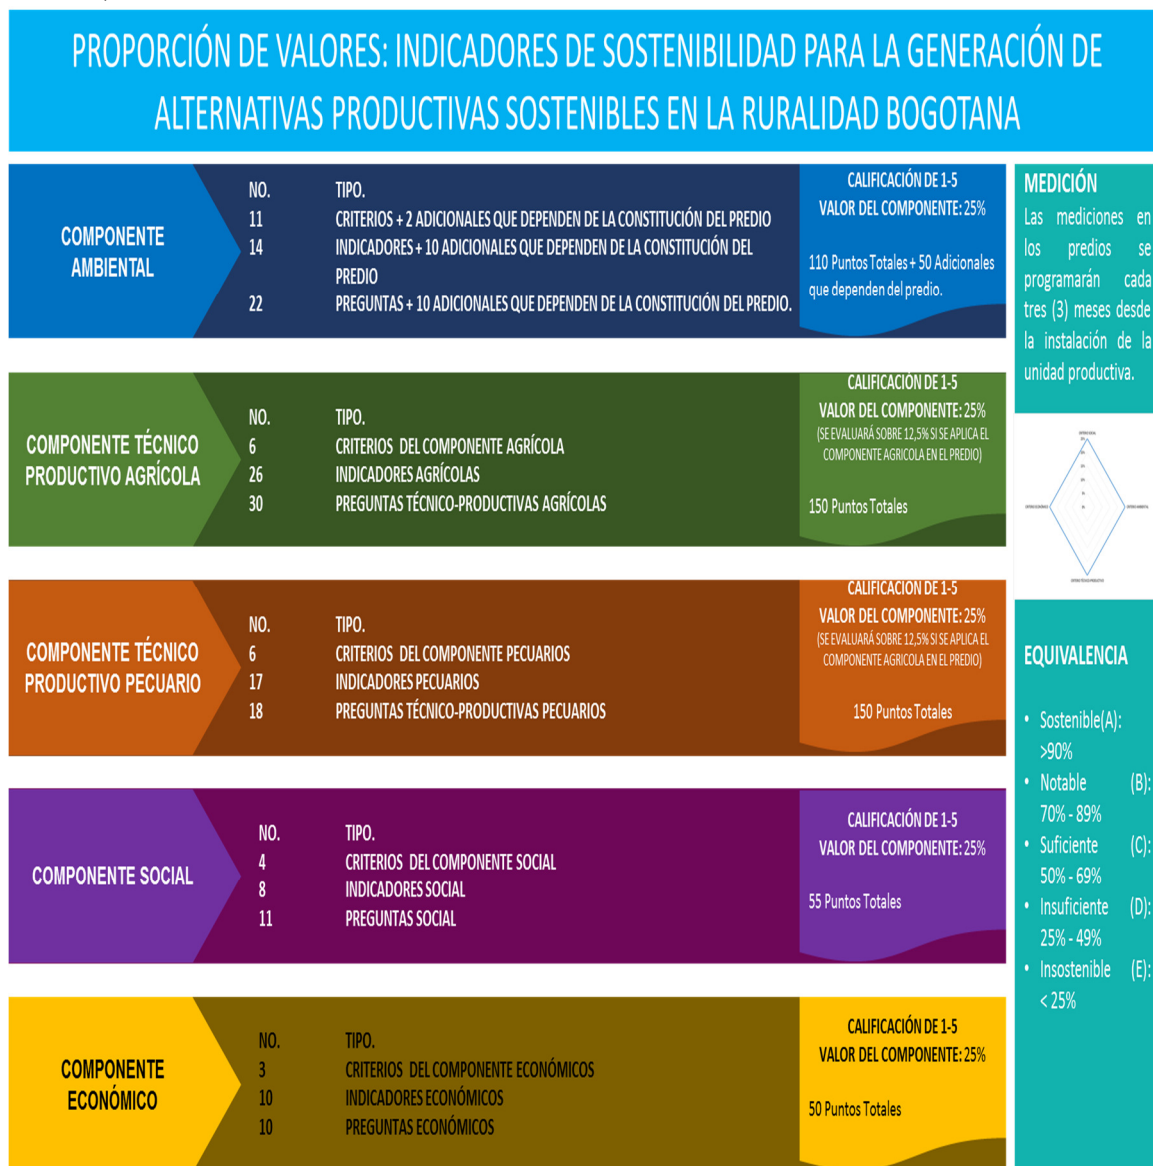 PROPORCIÓN DE VALORES: INDICADORES DE SOSTENIBILIDAD PARA LA GENERACIÓN DE
ALTERNATIVAS PRODUCTIVAS SOSTENIBLES EN LA RURALIDAD BOGOTANA
COMPONENTE
AMBIENTAL
NO. TIPO.
11 CRITERIOS + 2 ADICIONALES QUE DEPENDEN DE LA CONSTITUCIÓN DEL PREDIO
14 INDICADORES + 10 ADICIONALES QUE DEPENDEN DE LA CONSTITUCIÓN DEL
PREDIO
22 PREGUNTAS + 10 ADICIONALES QUE DEPENDEN DE LA CONSTITUCIÓN DEL PREDIO.
CALIFICACIÓN DE 1-5
VALOR DEL COMPONENTE: 25%
110 Puntos Totales + 50 Adicionales
que dependen del predio.
COMPONENTE TÉCNICO
PRODUCTIVO AGRÍCOLA
NO. TIPO.
6 CRITERIOS DEL COMPONENTE AGRÍCOLA
26 INDICADORES AGRÍCOLAS
30 PREGUNTAS TÉCNICO-PRODUCTIVAS AGRÍCOLAS
CALIFICACIÓN DE 1-5
VALOR DEL COMPONENTE: 25%
(SE EVALUARÁ SOBRE 12,5% SI SE APLICA EL
COMPONENTE AGRICOLA EN EL PREDIO)
150 Puntos Totales
COMPONENTE TÉCNICO
PRODUCTIVO PECUARIO
NO. TIPO.
6 CRITERIOS DEL COMPONENTE PECUARIOS
17 INDICADORES PECUARIOS
18 PREGUNTAS TÉCNICO-PRODUCTIVAS PECUARIOS
CALIFICACIÓN DE 1-5
VALOR DEL COMPONENTE: 25%
(SE EVALUARÁ SOBRE 12,5% SI SE APLICA EL
COMPONENTE AGRICOLA EN EL PREDIO)
150 Puntos Totales
COMPONENTE SOCIAL
NO. TIPO.
4 CRITERIOS DEL COMPONENTE SOCIAL
8 INDICADORES SOCIAL
11 PREGUNTAS SOCIAL
CALIFICACIÓN DE 1-5
VALOR DEL COMPONENTE: 25%
55 Puntos Totales
COMPONENTE
ECONÓMICO
NO. TIPO.
3 CRITERIOS DEL COMPONENTE ECONÓMICOS
10 INDICADORES ECONÓMICOS
10 PREGUNTAS ECONÓMICOS
CALIFICACIÓN DE 1-5
VALOR DEL COMPONENTE: 25%
50 Puntos Totales
MEDICIÓN
Las mediciones en
los predios se
programarán cada
tres (3) meses desde
la instalación de la
unidad productiva.
CRITERIO SOCIAL
CRITERIO ECONÓMICO
CRITERIO AMBIENTAL
CRITERIO TÉCNICO PRODUCTIVO
EQUIVALENCIA
• Sostenible(A):
>90%
• Notable (B):
70% - 89%
• Suficiente (C):
50% - 69%
• Insuficiente (D):
25% - 49%
• Insostenible (E):
< 25%